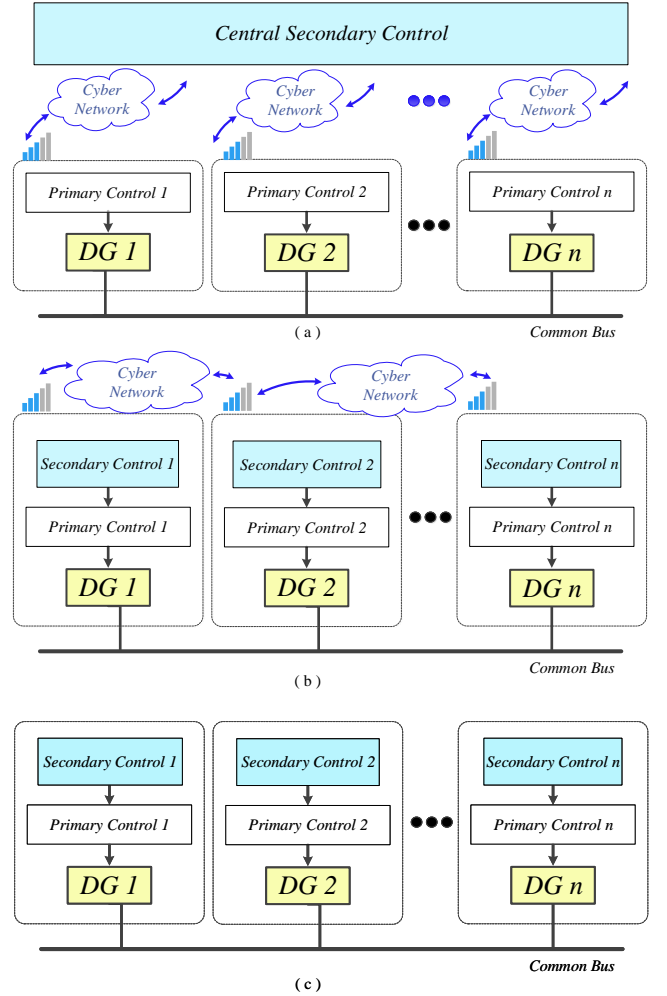 Central Secondary Control
Cyber
Network
Cyber
Network
Cyber
Network
Primary Control 1
Primary Control 2
Primary Control n
DG 1
DG 2
DG n
( a )
Common Bus
Cyber
Network
Cyber
Network
Secondary Control 1
Secondary Control 2
Secondary Control n
Primary Control 1
Primary Control 2
Primary Control n
DG 1
DG 2
DG n
Common Bus
( b )
Secondary Control 1
Secondary Control 2
Secondary Control n
Primary Control 1
Primary Control 2
Primary Control n
DG 1
DG 2
DG n
Common Bus
( c )